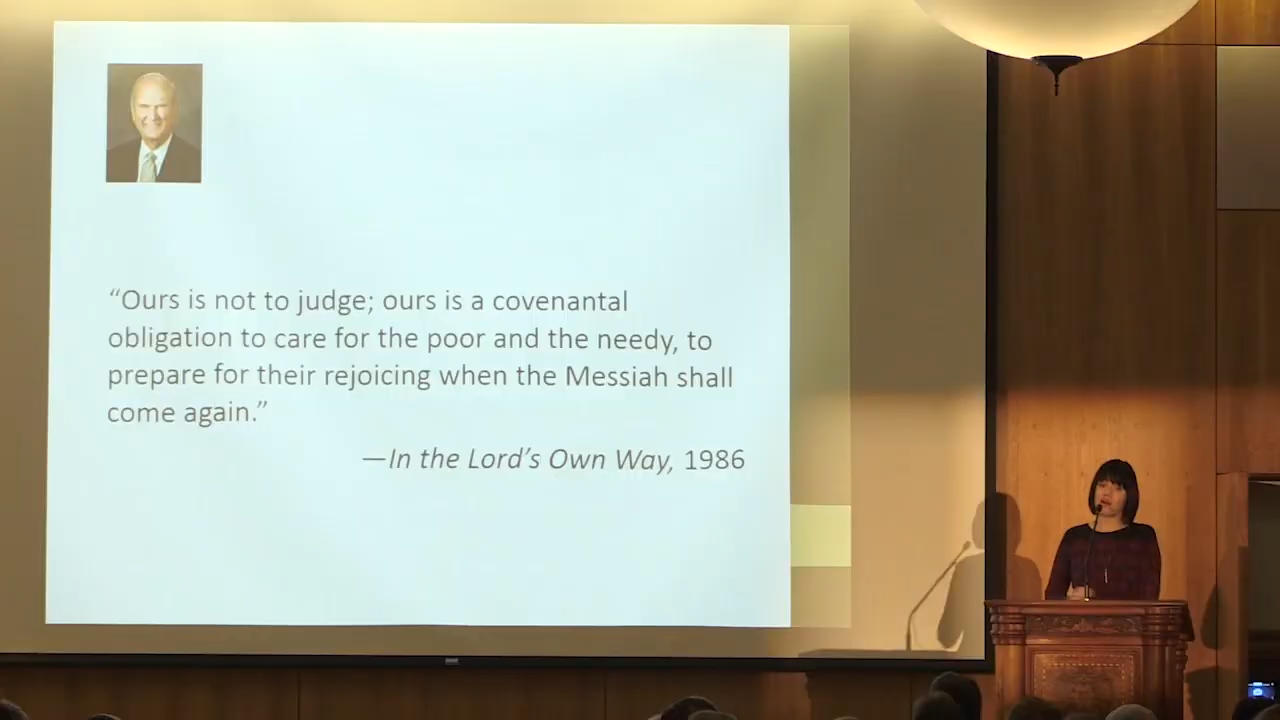 “Ours is not to judge; ours is a covenantal
obligation to care for the poor and the needy, to
prepare for their rejoicing when the Messiah shall
come again.”
—In the Lord’s Own Way, 1986